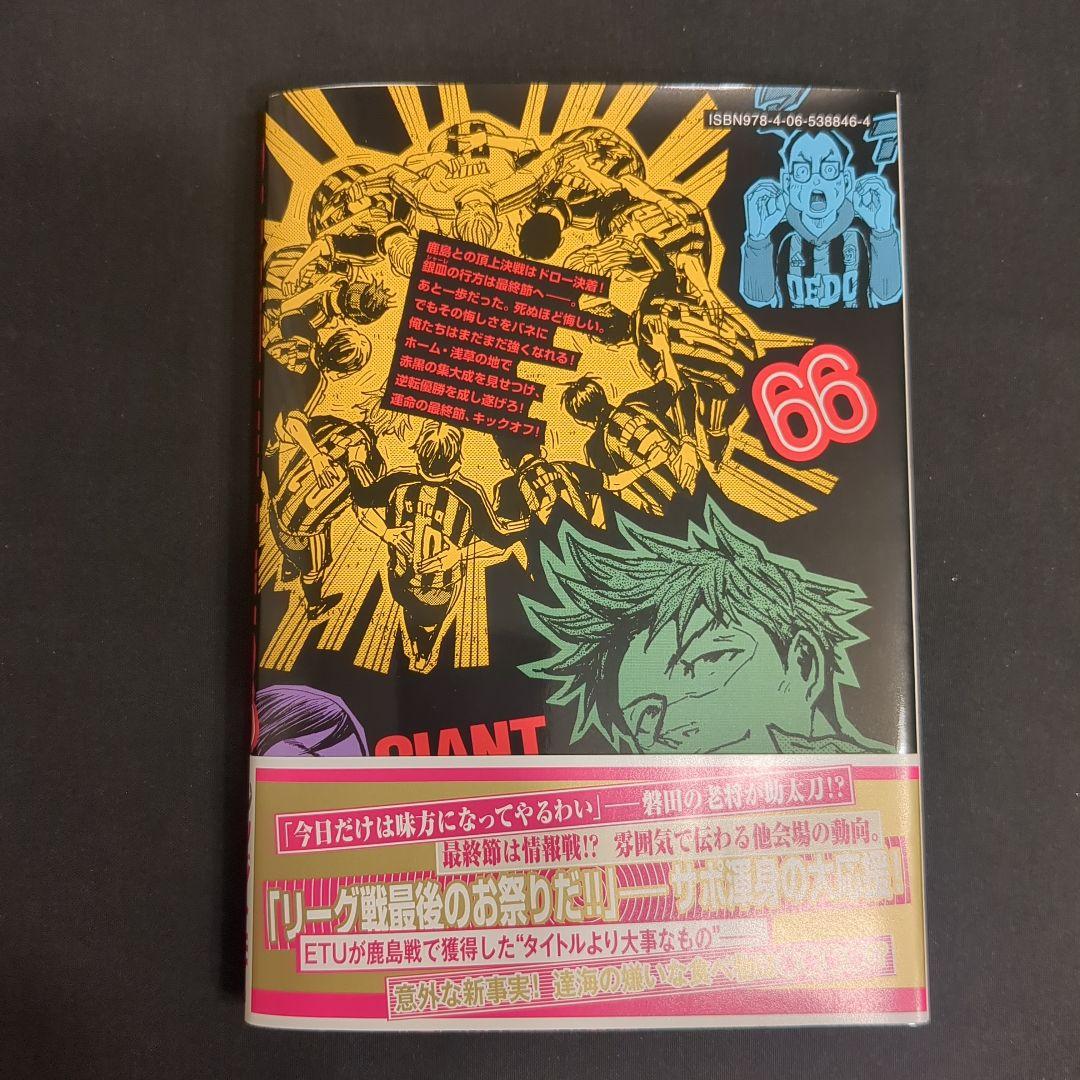 ISBN978-4-06-538846-4
鹿島との頂上決戦はドロー決着!
銀皿の行方は最終節へ――。
シャーレ
あと一歩だった。死ぬほど悔しい。
でもその悔しさをバネに
俺たちはまだまだ強くなれる!
ホーム・浅草の地で
赤黒の集大成を見せつけ、
逆転優勝を成し遂げろ!
運命の最終節、キックオフ!
66
GIANT
「今日だけは味方になってやるわい」――磐田の老将が助太刀!?
最終節は情報戦!? 雰囲気で伝わる他会場の動向。
「リーグ戦最後のお祭りだ!!」――サポ渾身の大応援!
ETUが鹿島戦で獲得した“タイトルより大事なもの”――
意外な新事実! 達海の嫌いな食べ物は